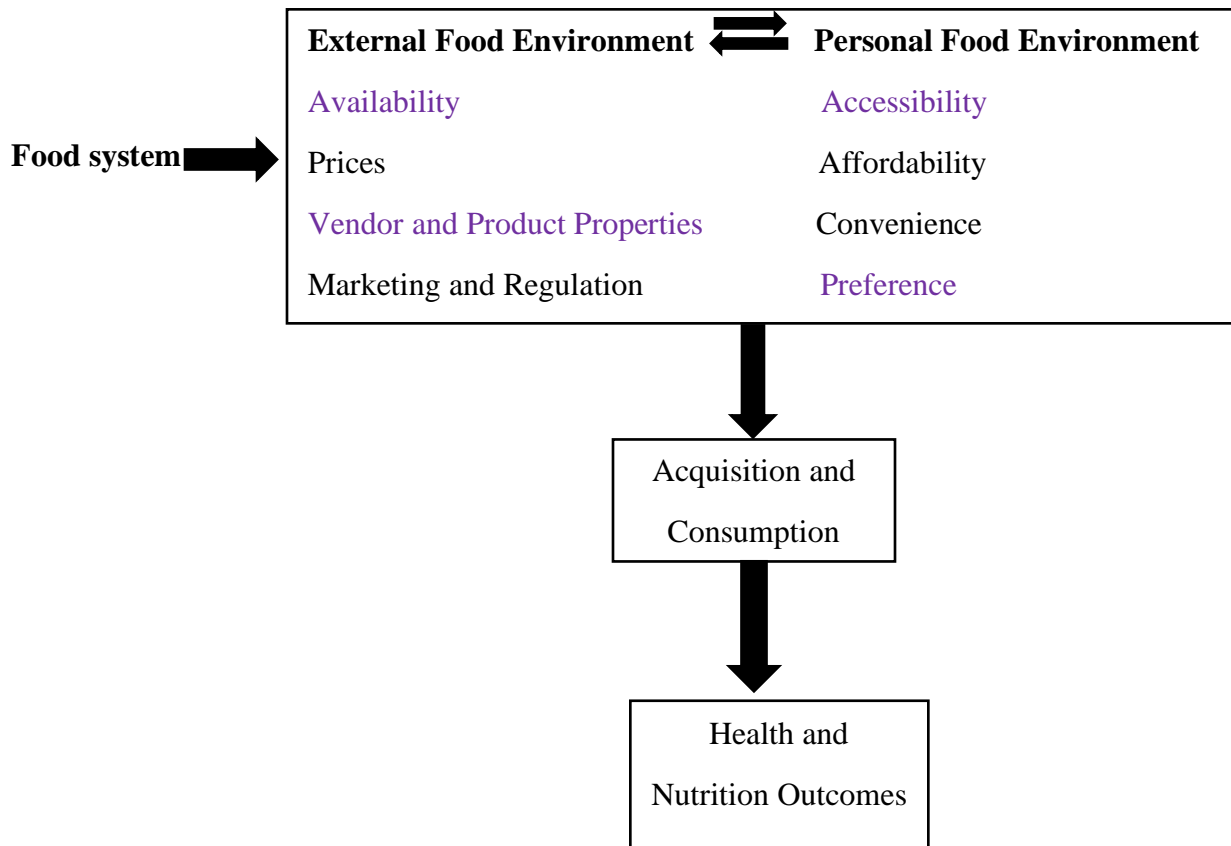 External Food Environment
Personal Food Environment
Availability
Accessibility
Food system
Prices
Affordability
Vendor and Product Properties
Convenience
Marketing and Regulation
Preference
Acquisition and
Consumption
Health and
Nutrition Outcomes